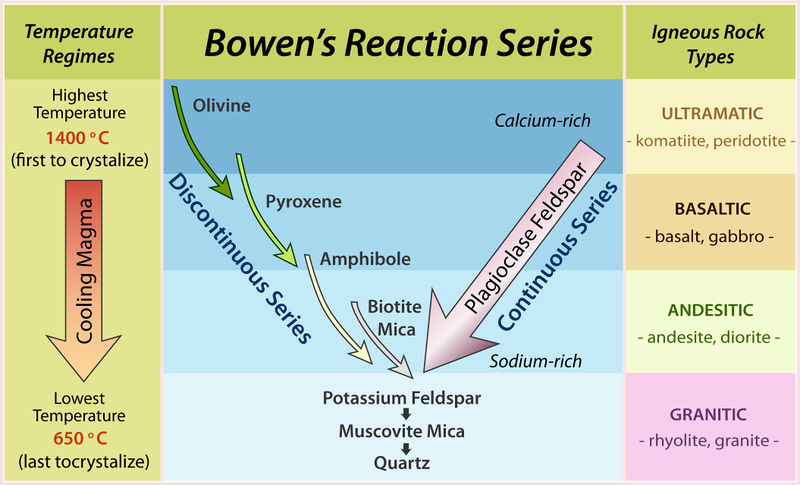 Temperature
Regimes
Bowen's Reaction Series
Igneous Rock
Types
Highest
Temperature
1400 °C
(first to crystalize)
Cooling Magma
Lowest
Temperature
650 °C
(last tocrystalize)
Olivine
Pyroxene
Amphibole
Biotite
Mica
Discontinuous Series
Calcium-rich
Plagioclase Feldspar
Continuous Series
Sodium-rich
Potassium Feldspar
Muscovite Mica
Quartz
ULTRAMATIC
- komatiite, peridotite -
BASALTIC
- basalt, gabbro -
ANDESITIC
- andesite, diorite -
GRANITIC
- rhyolite, granite -